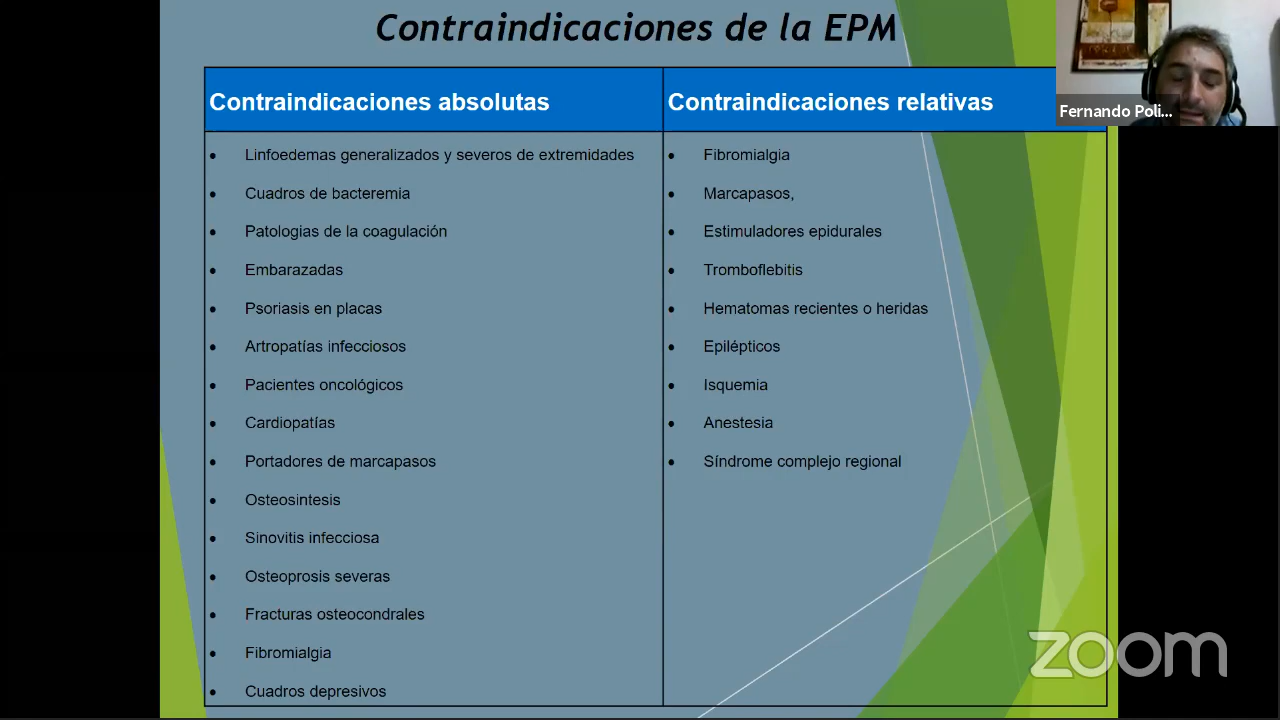 Contraindicaciones de la EPM
Contraindicaciones absolutas
Linfoedemas generalizados y severos de extremidades
Cuadros de bacteremia
Patologias de la coagulación
Embarazadas
Psoriasis en placas
Artropatías infecciosos
Pacientes oncológicos
Cardiopatías
Portadores de marcapasos
Osteosintesis
Sinovitis infecciosa
Osteoprosis severas
Fracturas osteocondrales
Fibromialgia
Cuadros depresivos
Contraindicaciones relativas
Fibromialgia
Marcapasos,
Estimuladores epidurales
Tromboflebitis
Hematomas recientes o heridas
Epilépticos
Isquemia
Anestesia
Síndrome complejo regional
Fernando Poli...
zoom